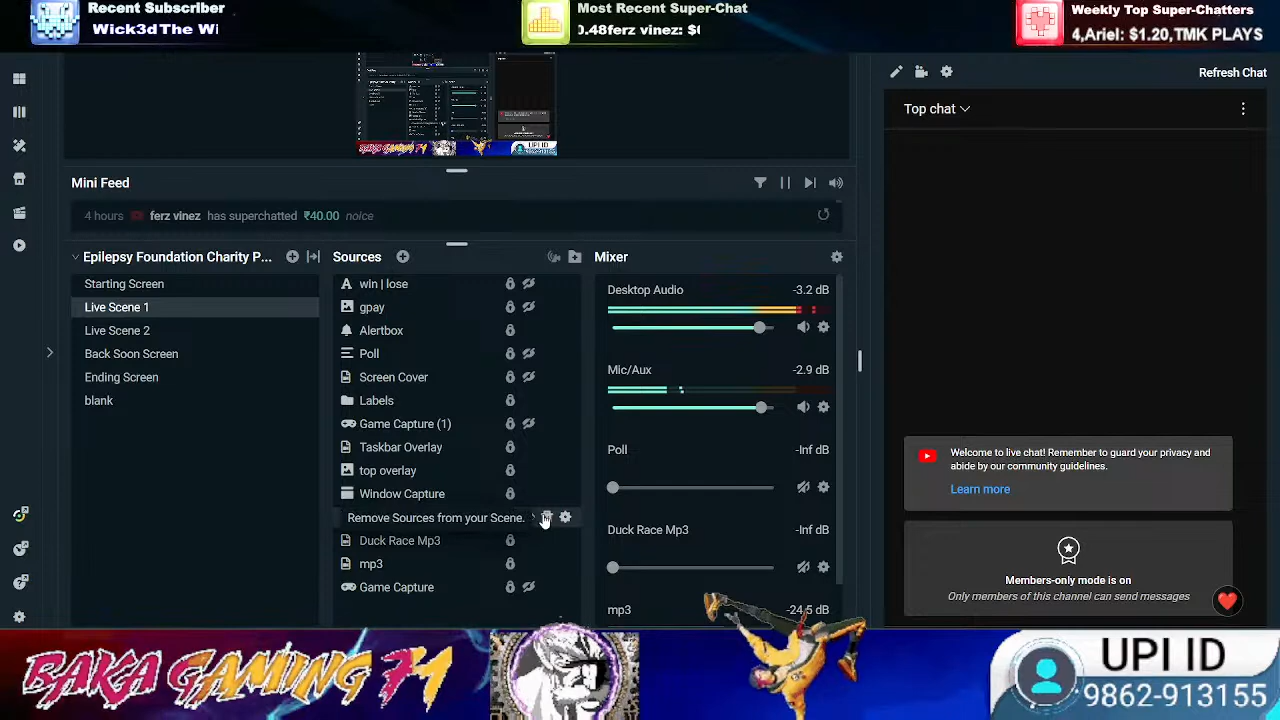 Recent Subscriber
Wick3dThe Wi
Most Recent Super-Chat
0.48ferz vinez: $(
Weekly Top Super-Chatters
4,Ariel: $1.20,TMK PLAYS
Refresh Chat
Top chat
UPI ID
Mini Feed
4 hours ferz vinez has superchatted ₹40.00 noice
Epilepsy Foundation Charity P...
Starting Screen
Live Scene 1
Live Scene 2
Back Soon Screen
Ending Screen
blank
Sources
win | lose
gpay
Alertbox
Poll
Screen Cover
Labels
Game Capture (1)
Taskbar Overlay
top overlay
Window Capture
Remove Sources from your Scene.
Duck Race Mp3
mp3
Game Capture
Mixer
Desktop Audio -3.2 dB
Mic/Aux -2.9 dB
Poll -Inf dB
Duck Race Mp3 -Inf dB
mp3 -24.5 dB
Welcome to live chat! Remember to guard your privacy and
abide by our community guidelines.
Learn more
Members-only mode is on
Only members of this channel can send messages
BAKA GAMING 74
UPI ID
9862-913155